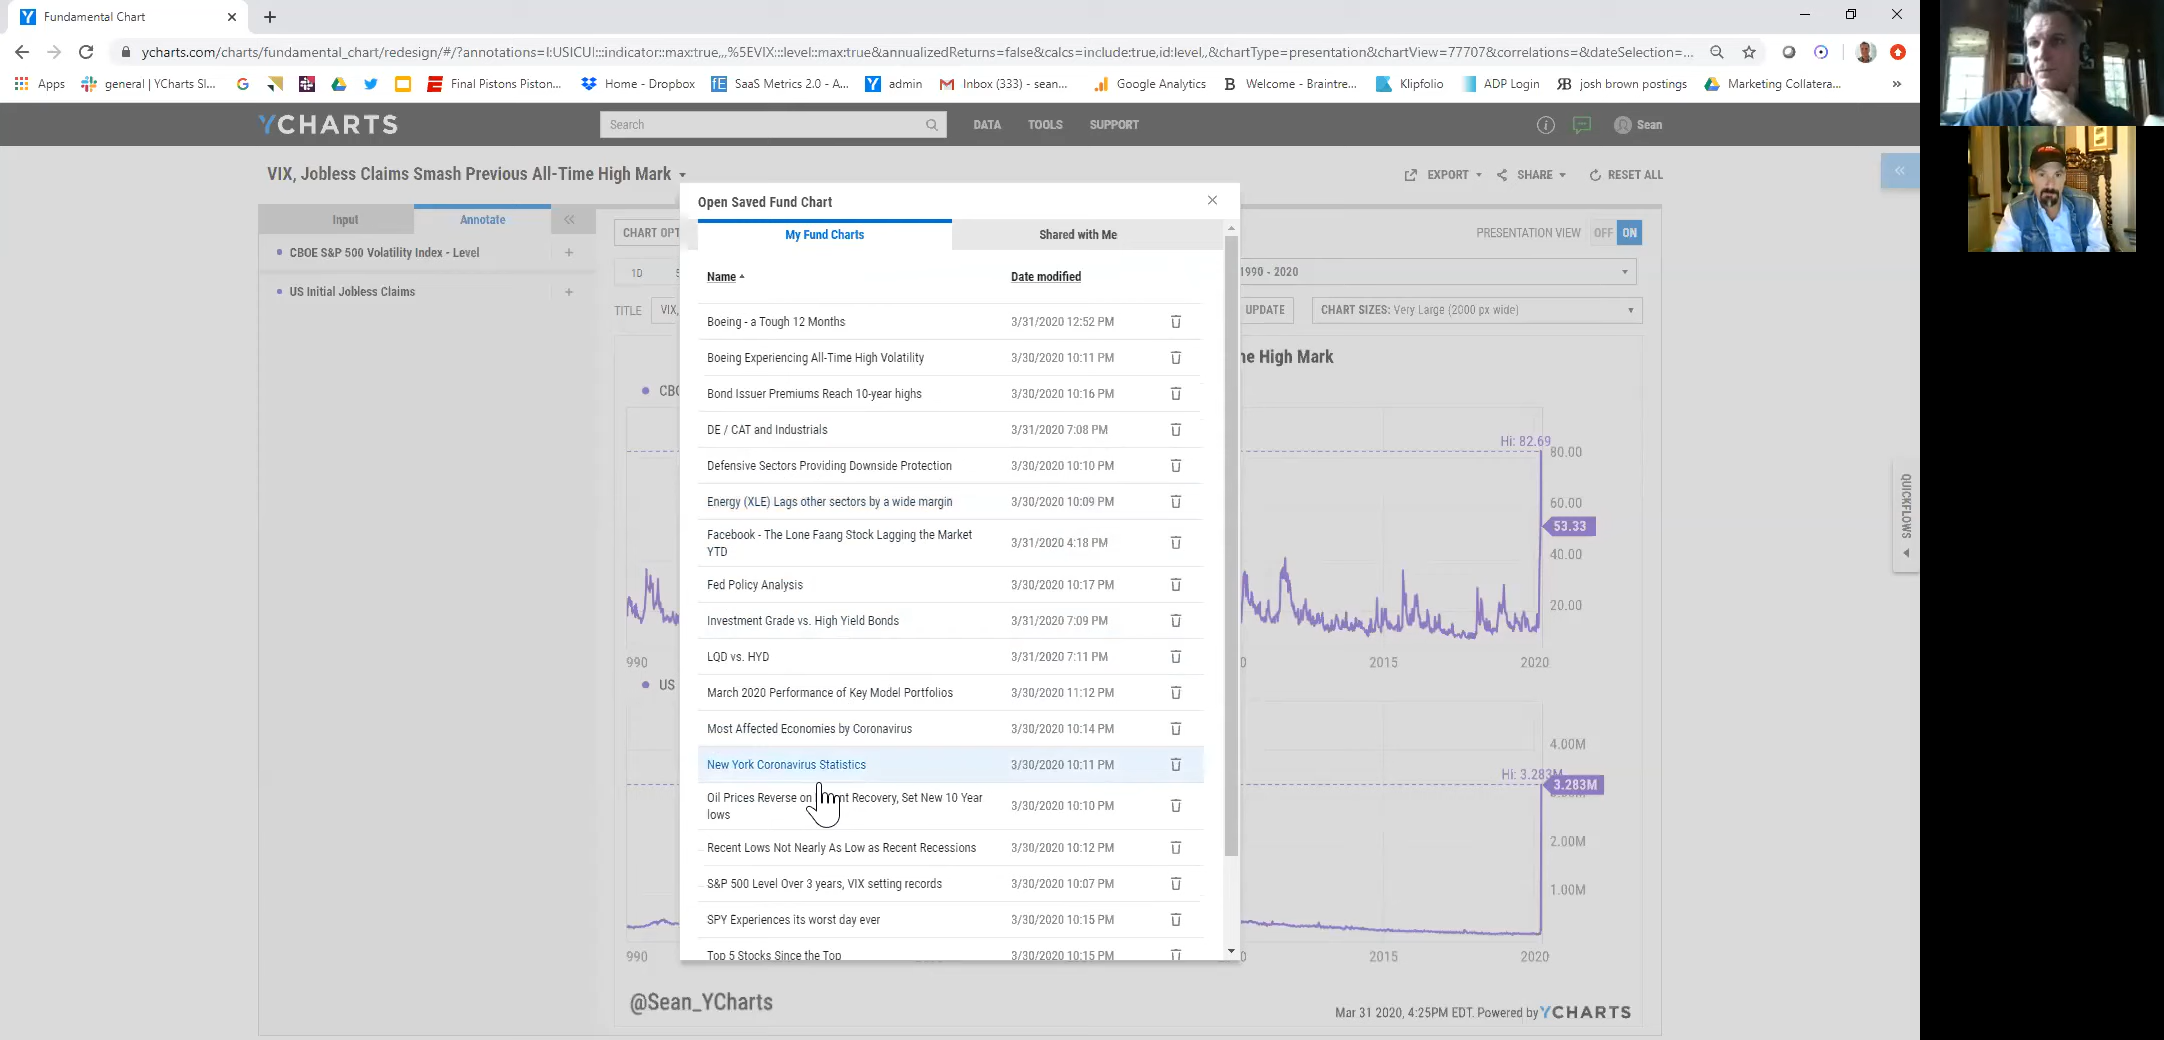 Fundamental Chart
ycharts.com/charts/fundamental_chart/redesign/#/?annotations=I:USICUI:::indicator::max:true,,,%5EVIX:::level::max:true&annualizedReturns=false&calcs=include:true,id:level,,&chartType=presentation&chartView=77707&correlations=&dateSelection=...
Apps general | YCharts Sl... Final Pistons Piston... Home - Dropbox SaaS Metrics 2.0 - A... admin Inbox (333) - sean... Google Analytics Welcome - Braintre... Klipfolio ADP Login josh brown postings Marketing Collatera...
YCHARTS Search DATA TOOLS SUPPORT Sean
VIX, Jobless Claims Smash Previous All-Time High Mark EXPORT SHARE RESET ALL
Input Annotate
CBOE S&P 500 Volatility Index - Level
US Initial Jobless Claims
CHART OPT PRESENTATION VIEW OFF ON
1D 1990 - 2020
TITLE VIX, UPDATE CHART SIZES: Very Large (2000 px wide)
ne High Mark
Open Saved Fund Chart
My Fund Charts Shared with Me
Name Date modified
Boeing - a Tough 12 Months 3/31/2020 12:52 PM
Boeing Experiencing All-Time High Volatility 3/30/2020 10:11 PM
Bond Issuer Premiums Reach 10-year highs 3/30/2020 10:16 PM
DE / CAT and Industrials 3/31/2020 7:08 PM
Defensive Sectors Providing Downside Protection 3/30/2020 10:10 PM
Energy (XLE) Lags other sectors by a wide margin 3/30/2020 10:09 PM
Facebook - The Lone Faang Stock Lagging the Market
YTD 3/31/2020 4:18 PM
Fed Policy Analysis 3/30/2020 10:17 PM
Investment Grade vs. High Yield Bonds 3/31/2020 7:09 PM
LQD vs. HYD 3/31/2020 7:11 PM
March 2020 Performance of Key Model Portfolios 3/30/2020 11:12 PM
Most Affected Economies by Coronavirus 3/30/2020 10:14 PM
New York Coronavirus Statistics 3/30/2020 10:11 PM
Oil Prices Reverse on nt Recovery, Set New 10 Year
lows 3/30/2020 10:10 PM
Recent Lows Not Nearly As Low as Recent Recessions 3/30/2020 10:12 PM
S&P 500 Level Over 3 years, VIX setting records 3/30/2020 10:07 PM
SPY Experiences its worst day ever 3/30/2020 10:15 PM
Top 5 Stocks Since the Top 3/30/2020 10:15 PM
CBO
Hi: 82.69
80.00
60.00
53.33
40.00
20.00
990 0 2015 2020
US
4.00M
Hi: 3.283M
3.283M
2.00M
1.00M
990 2015 2020
QUICKFLOWS
@Sean_YCharts
Mar 31 2020, 4:25PM EDT. Powered by YCHARTS